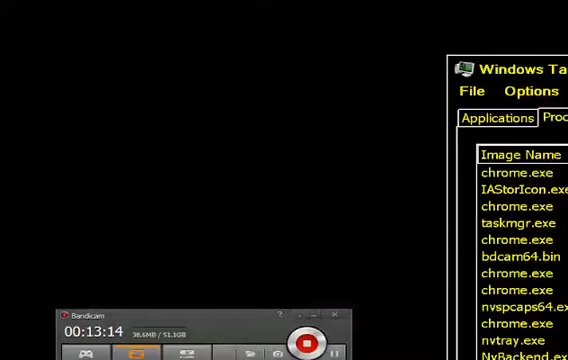 Windows Ta
File Options
Applications Proc
Image Name
chrome.exe
IAStorIcon.exe
chrome.exe
taskmgr.exe
chrome.exe
bdcam64.bin
chrome.exe
chrome.exe
nvspcaps64.ex
chrome.exe
nvtray.exe
NvBackend.exe
Bandicam
00:13:14 38.6MB / 51.1GB